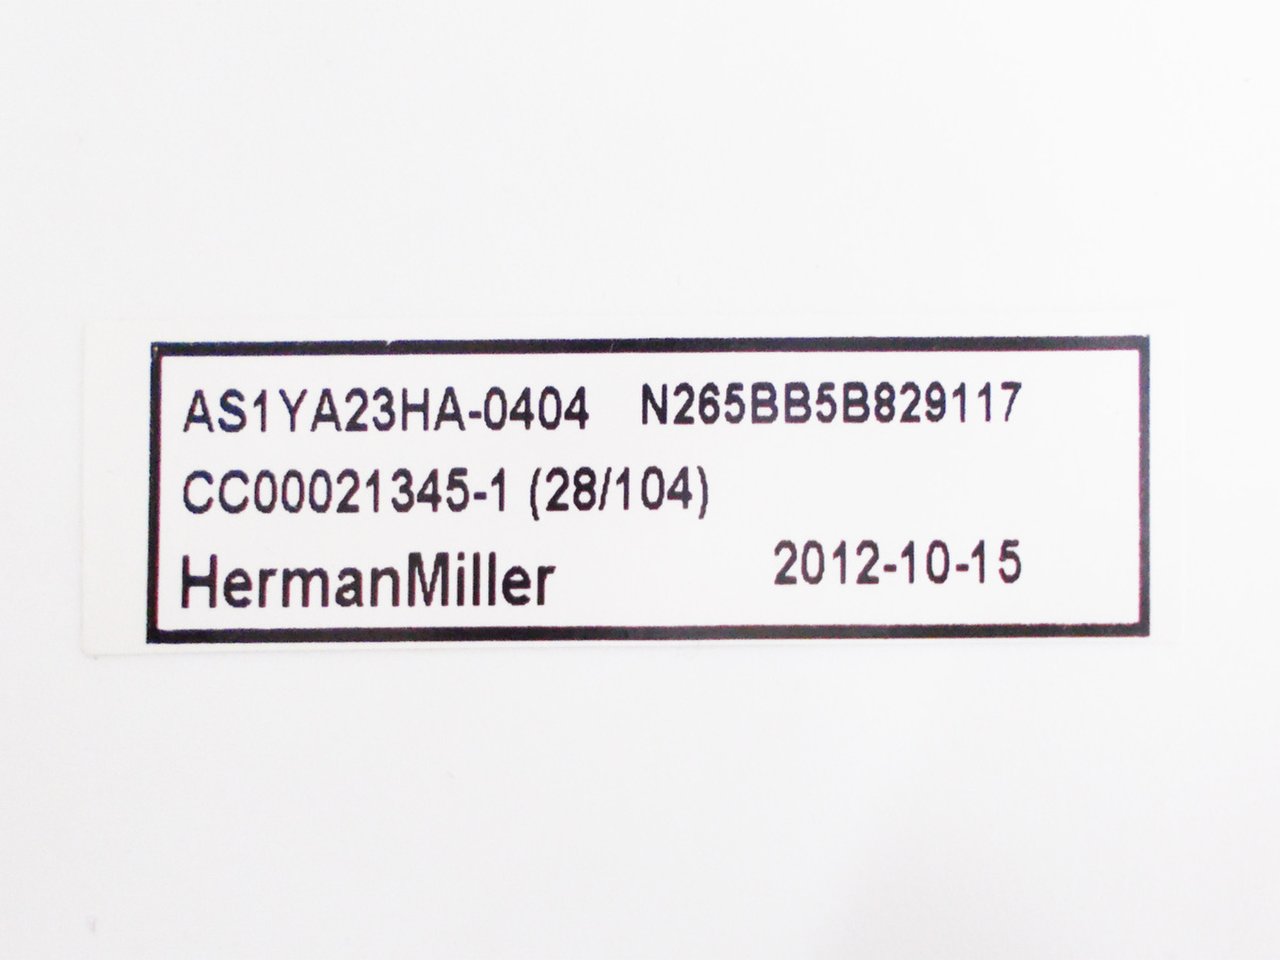 AS1YA23HA-0404 N265BB5B829117
CC00021345-1 (28/104)
HermanMiller 2012-10-15